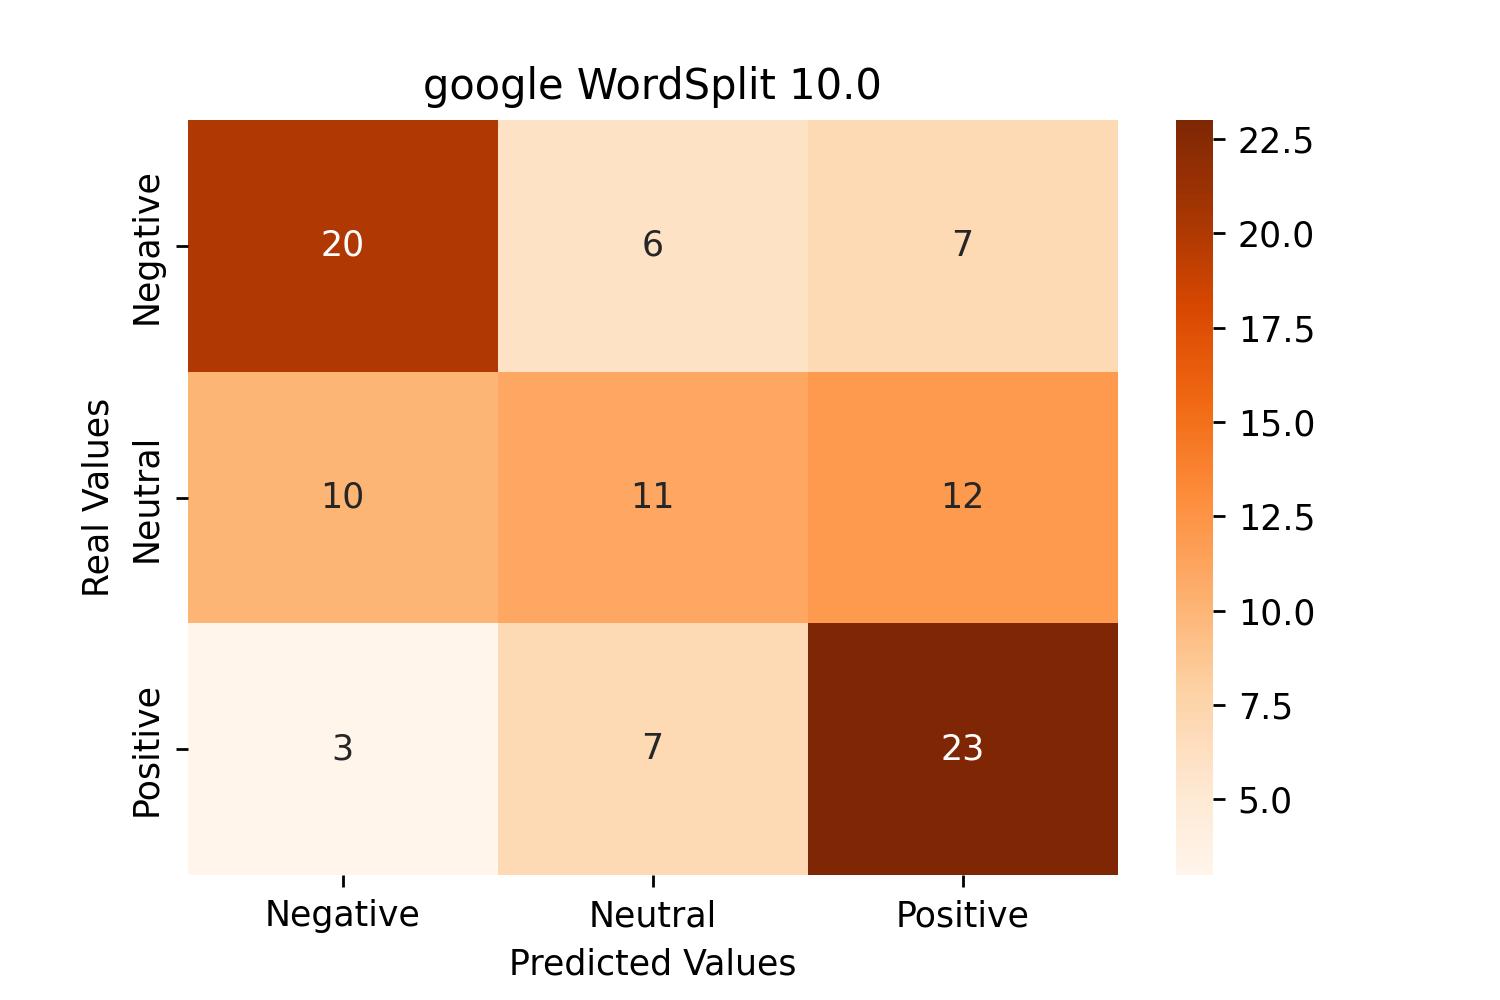 google WordSplit 10.0
Real Values
Negative
20 6 7
Neutral
10 11 12
Positive
3 7 23
Negative Neutral Positive
Predicted Values
22.5
20.0
17.5
15.0
12.5
10.0
7.5
5.0